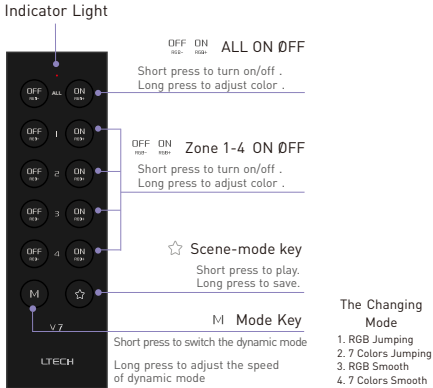 Indicator Light
OFF ON ALL ON ØFF
RGB- RGB+
Short press to turn on/off .
Long press to adjust color .
OFF ALL ON
RGB- RGB+
OFF 1 ON
RGB- RGB+
OFF ON Zone 1-4 ON ØFF
RGB- RGB+
Short press to turn on/off .
Long press to adjust color .
OFF 2 ON
RGB- RGB+
OFF 3 ON
RGB- RGB+
OFF 4 ON
RGB- RGB+
Scene-mode key
Short press to play.
Long press to save.
M
M Mode Key
Short press to switch the dynamic mode
Long press to adjust the speed
of dynamic mode
V7
LTECH
The Changing
Mode
1. RGB Jumping
2. 7 Colors Jumping
3. RGB Smooth
4. 7 Colors Smooth